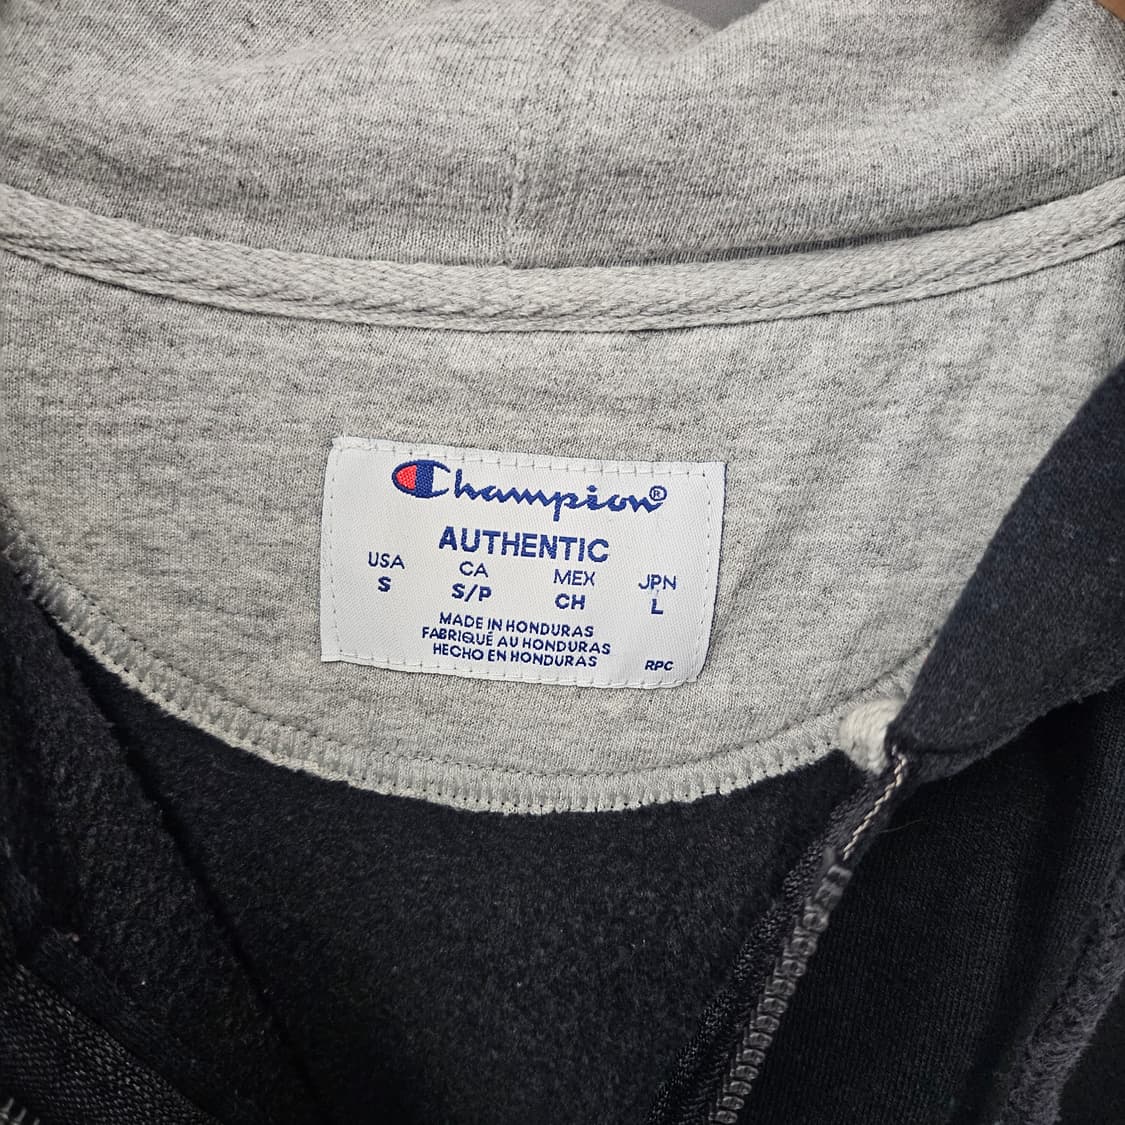 Champion®
AUTHENTIC
USA CA MEX JPN
S S/P CH L
MADE IN HONDURAS
FABRIQUÉ AU HONDURAS
HECHO EN HONDURAS RPC